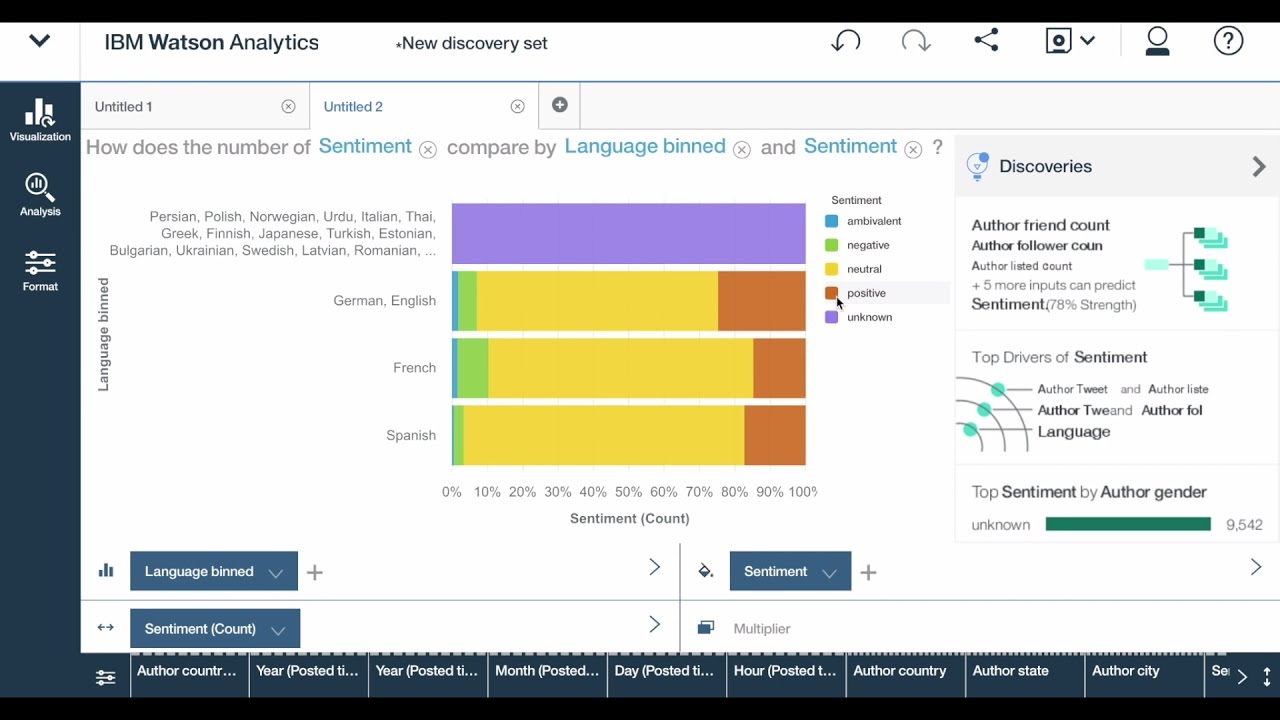 IBM Watson Analytics
*New discovery set
Visualization
Analysis
Format
Untitled 1
Untitled 2
How does the number of Sentiment compare by Language binned and Sentiment ?
Language binned
Persian, Polish, Norwegian, Urdu, Italian, Thai,
Greek, Finnish, Japanese, Turkish, Estonian,
Bulgarian, Ukrainian, Swedish, Latvian, Romanian, ...
German, English
French
Spanish
0% 10% 20% 30% 40% 50% 60% 70% 80% 90% 100%
Sentiment (Count)
Sentiment
ambivalent
negative
neutral
positive
unknown
Discoveries
Author friend count
Author follower coun
Author listed count
+ 5 more inputs can predict
Sentiment.(78% Strength)
Top Drivers of Sentiment
Author Tweet and Author liste
Author Tweand Author fol
Language
Top Sentiment by Author gender
unknown 9,542
Language binned
Sentiment
Sentiment (Count)
Multiplier
Author countr... Year (Posted ti... Year (Posted ti... Month (Posted... Day (Posted ti... Hour (Posted t... Author country Author state Author city Se